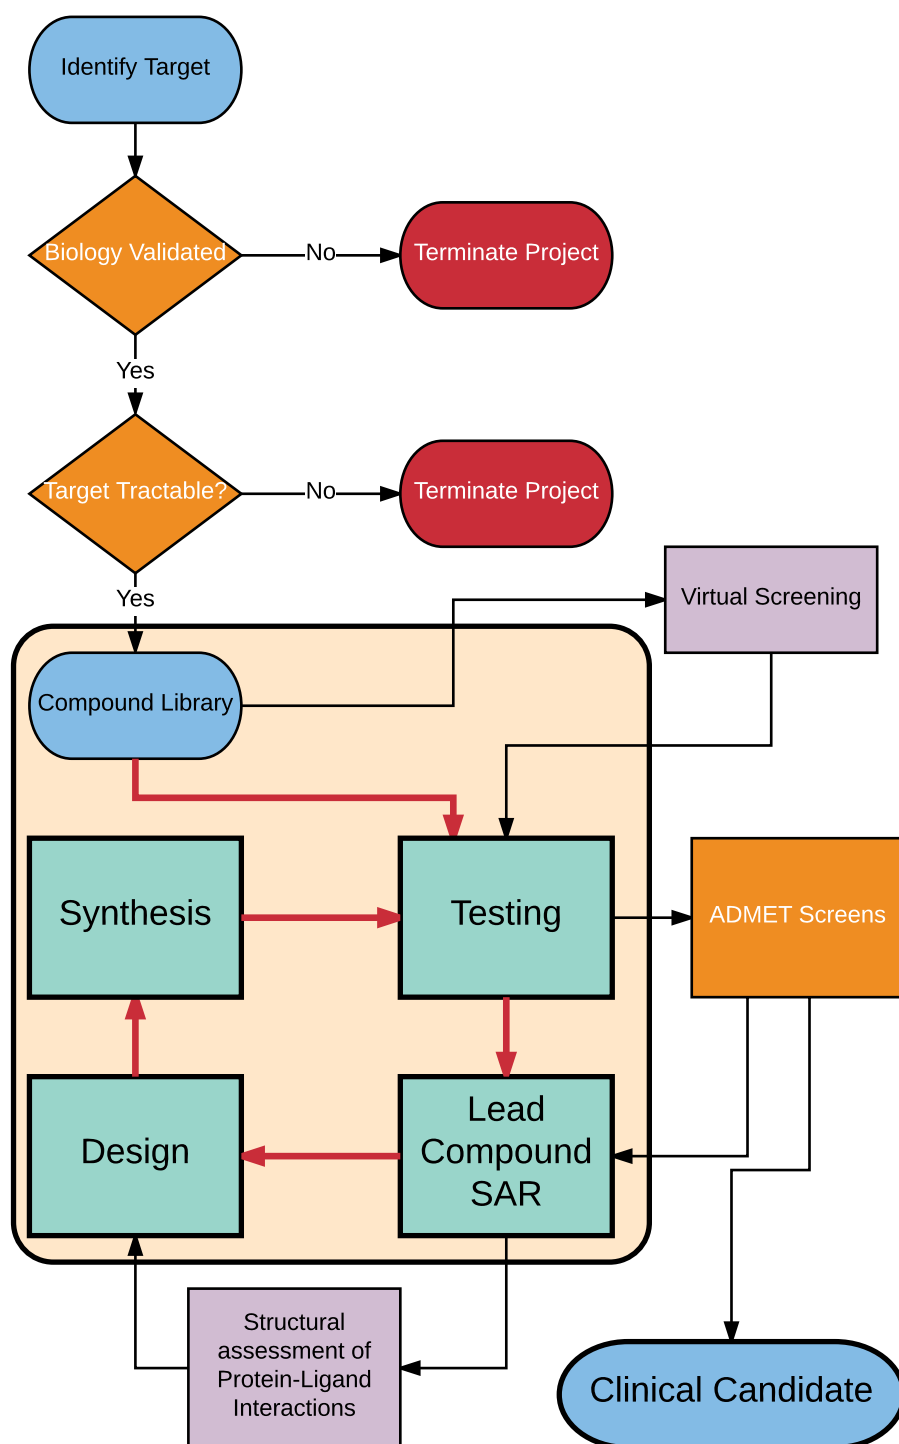 Identify Target
Biology Validated
No
Terminate Project
Yes
Target Tractable?
No
Terminate Project
Yes
Virtual Screening
Compound Library
Synthesis
Testing
ADMET Screens
Design
Lead
Compound
SAR
Structural
assessment of
Protein-Ligand
Interactions
Clinical Candidate